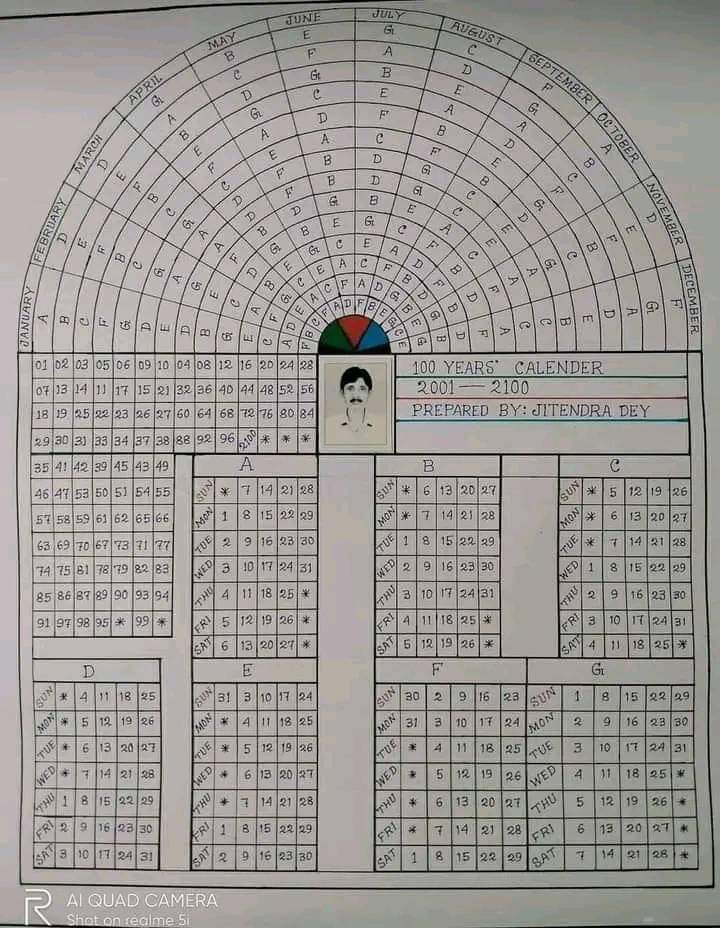 JANUARY
A B C F G D E D B G E C A F
FEBRUARY
D E F B C G A G E C A F D B
MARCH
D E F B C G A A F D B G E C
APRIL
G A B E F C D D B G E C A F
MAY
B C D G A E F F D B G E C A
JUNE
E F G C D A B B G E C A F D
JULY
G A B E F C D D B G E C A F
AUGUST
C D E A B F G G E C A F D B
SEPTEMBER
F G A D E B C C A F D B G E
OCTOBER
A B C F G D E E C A F D B G
NOVEMBER
D E F B C G A A F D B G E C
DECEMBER
F G A D E B C C A F D B G E
01 02 03 05 06 09 10 04 08 12 16 20 24 28
07 13 14 11 17 15 21 32 36 40 44 48 52 56
18 19 25 22 23 26 27 60 64 68 72 76 80 84
29 30 31 33 34 37 38 88 92 96 2100 * * *
100 YEARS' CALENDER
2001 — 2100
PREPARED BY: JITENDRA DEY
35 41 42 39 45 43 49
46 47 53 50 51 54 55
57 58 59 61 62 65 66
63 69 70 67 73 71 77
74 75 81 78 79 82 83
85 86 87 89 90 93 94
91 97 98 95 * 99 *
A
SUN * 7 14 21 28
MON 1 8 15 22 29
TUE 2 9 16 23 30
WED 3 10 17 24 31
THU 4 11 18 25 *
FRI 5 12 19 26 *
SAT 6 13 20 27 *
B
SUN * 6 13 20 27
MON * 7 14 21 28
TUE 1 8 15 22 29
WED 2 9 16 23 30
THU 3 10 17 24 31
FRI 4 11 18 25 *
SAT 5 12 19 26 *
C
SUN * 5 12 19 26
MON * 6 13 20 27
TUE * 7 14 21 28
WED 1 8 15 22 29
THU 2 9 16 23 30
FRI 3 10 17 24 31
SAT 4 11 18 25 *
D
SUN * 4 11 18 25
MON * 5 12 19 26
TUE * 6 13 20 27
WED * 7 14 21 28
THU 1 8 15 22 29
FRI 2 9 16 23 30
SAT 3 10 17 24 31
E
SUN 31 3 10 17 24
MON * 4 11 18 25
TUE * 5 12 19 26
WED * 6 13 20 27
THU * 7 14 21 28
FRI 1 8 15 22 29
SAT 2 9 16 23 30
F
SUN 30 2 9 16 23
MON 31 3 10 17 24
TUE * 4 11 18 25
WED * 5 12 19 26
THU * 6 13 20 27
FRI * 7 14 21 28
SAT 1 8 15 22 29
G
SUN 1 8 15 22 29
MON 2 9 16 23 30
TUE 3 10 17 24 31
WED 4 11 18 25 *
THU 5 12 19 26 *
FRI 6 13 20 27 *
SAT 7 14 21 28 *
R AI QUAD CAMERA
Shot on realme 5i